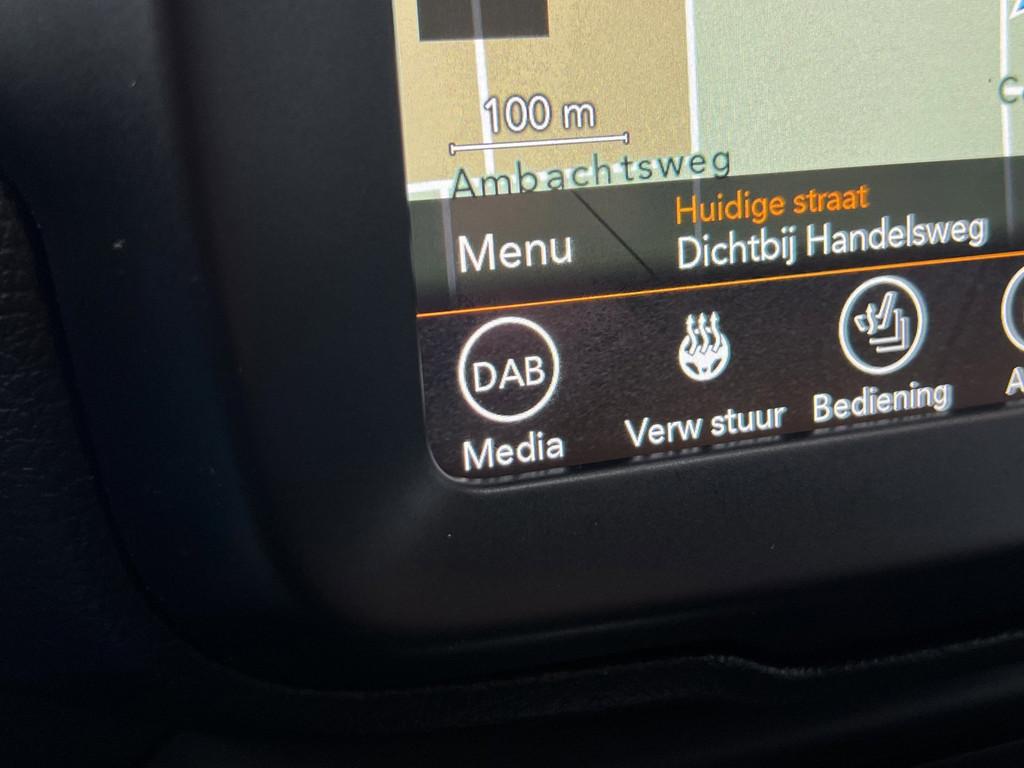 100 m
Ambachtsweg
Huidige straat
Menu
Dichtbij Handelsweg
DAB
Media
Verw stuur
Bediening